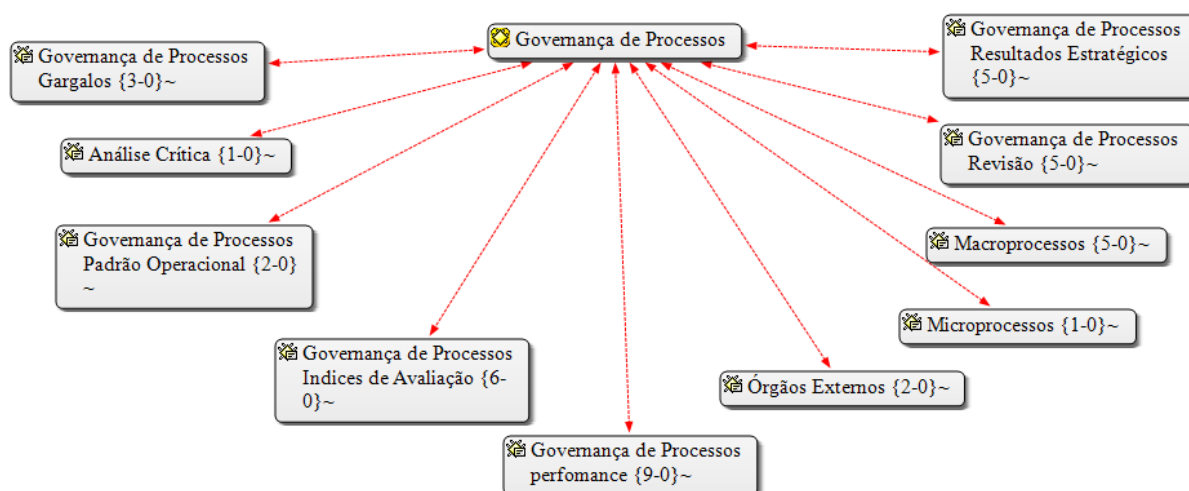 Governança de Processos
Governança de Processos
Gargalos {3-0}~
Análise Crítica {1-0}~
Governança de Processos
Padrão Operacional {2-0}
~
Governança de Processos
Indices de Avaliação {6-
0}~
Governança de Processos
perfomance {9-0}~
Órgãos Externos {2-0}~
Microprocessos {1-0}~
Macroprocessos {5-0}~
Governança de Processos
Revisão {5-0}~
Governança de Processos
Resultados Estratégicos
{5-0}~